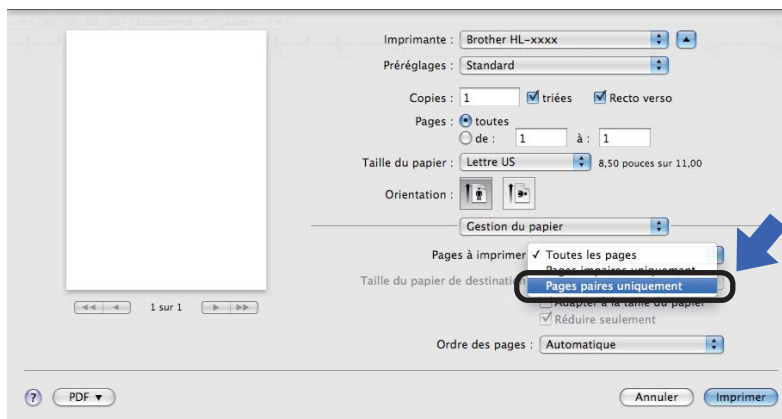 Imprimante : Brother HL-xxxx
Préréglages : Standard
Copies : 1 triées Recto verso
Pages : toutes
de : 1 à : 1
Taille du papier : Lettre US 8,50 pouces sur 11,00
Orientation :
Gestion du papier
Pages à imprimer Toutes les pages
Pages impaires uniquement
Taille du papier de destination Pages paires uniquement
Adapter à la taille du papier
1 sur 1
Réduire seulement
Ordre des pages : Automatique
? PDF Annuler Imprimer